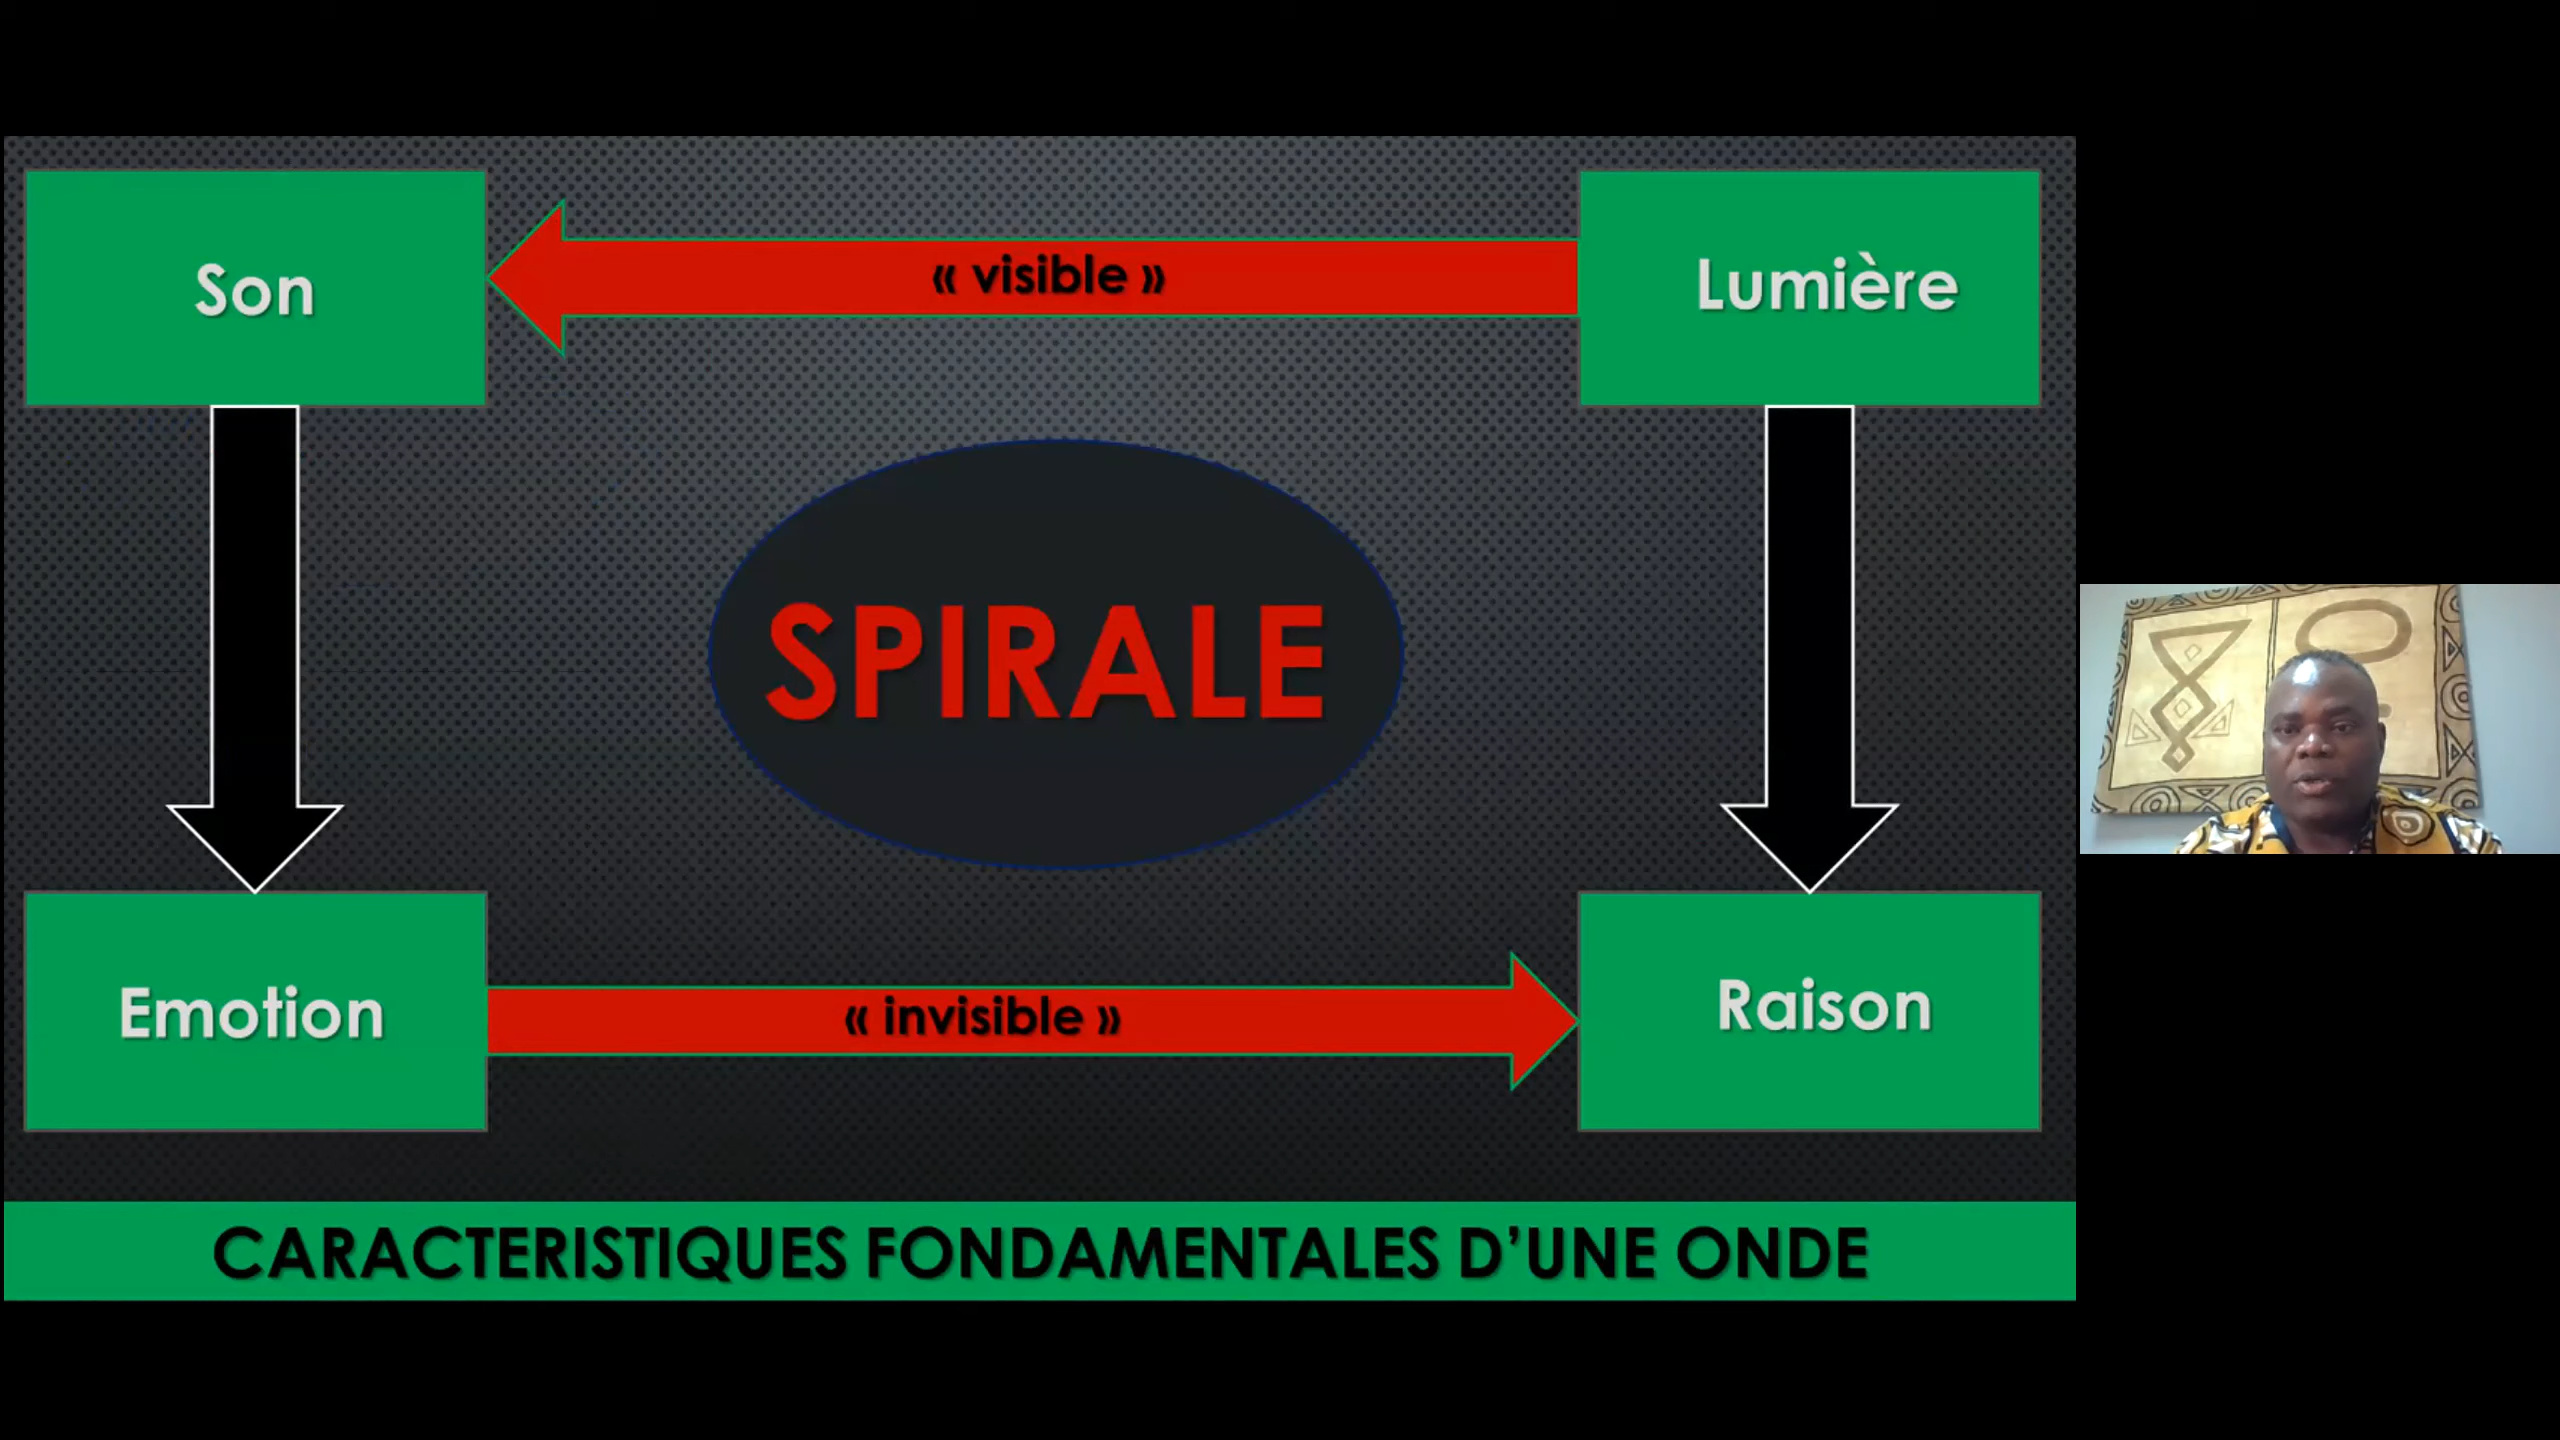 Son
« visible »
Lumière
SPIRALE
Emotion
« invisible »
Raison
CARACTERISTIQUES FONDAMENTALES D’UNE ONDE